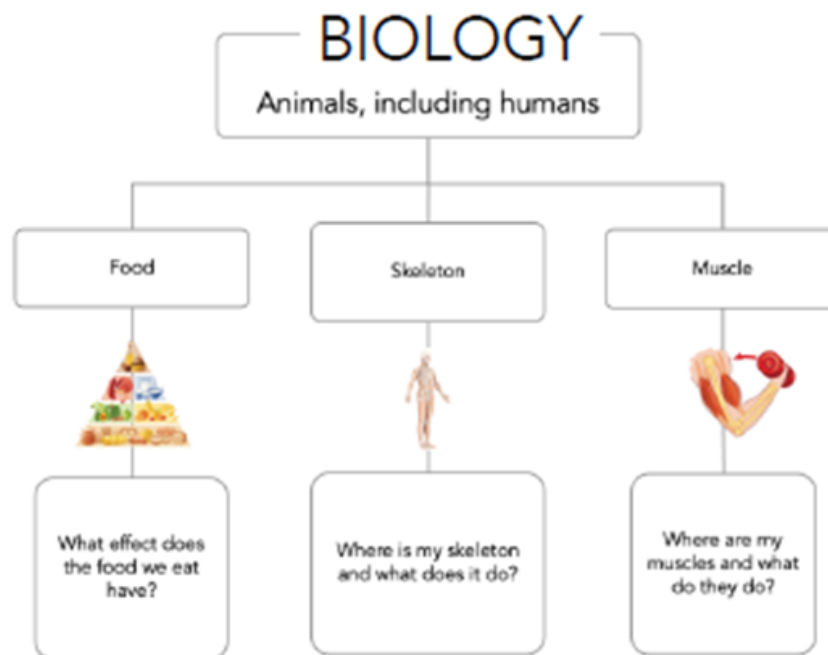 BIOLOGY
Animals, including humans
Food
Skeleton
Muscle
What effect does
the food we eat
have?
Where is my skeleton
and what does it do?
Where are my
muscles and what
do they do?